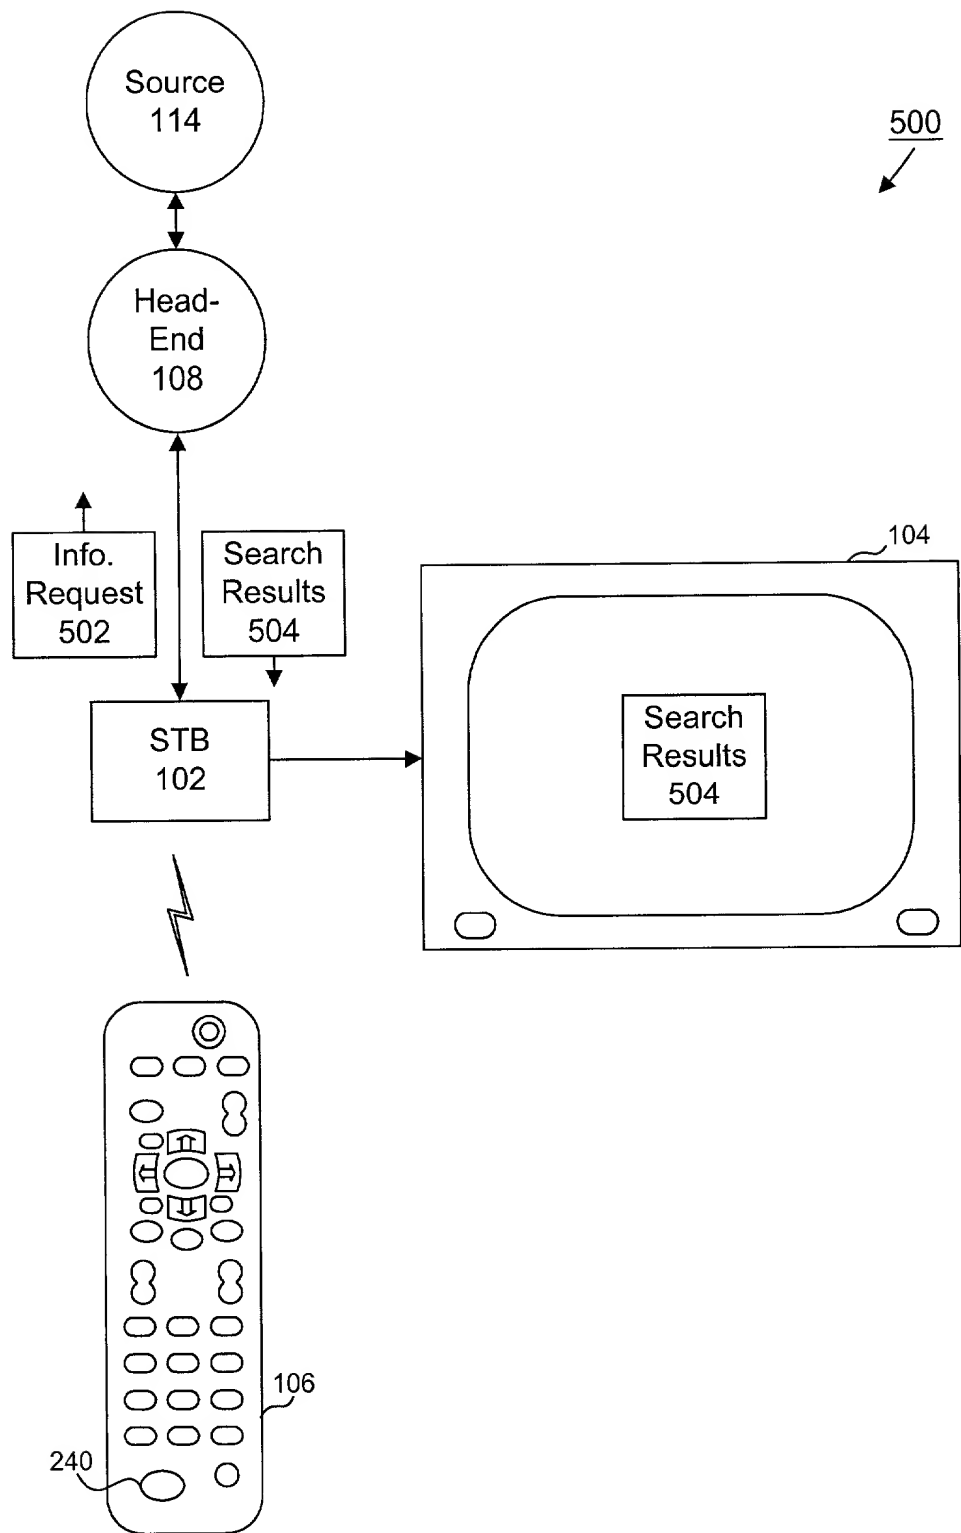 Source
114
500
Head-
End
108
Info.
Request
502
Search
Results
504
104
STB
102
Search
Results
504
106
240